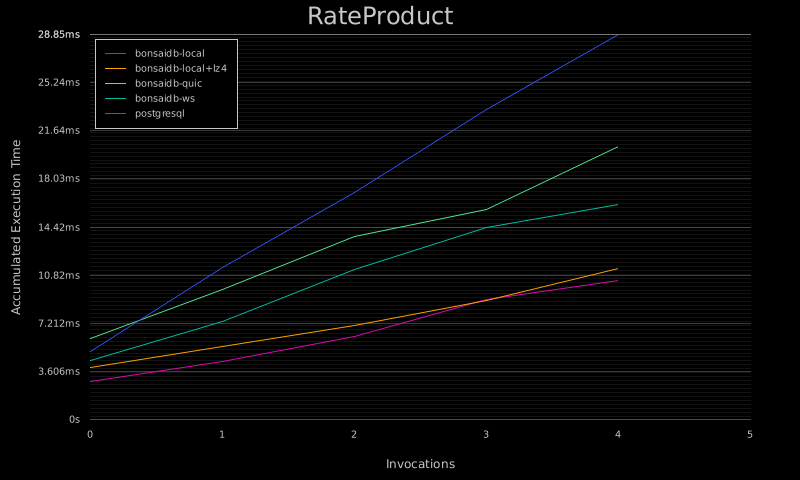 RateProduct
28.85ms
bonsaidb-local
bonsaidb-local+lz4
25.24ms
bonsaidb-quic
bonsaidb-ws
postgresql
21.64ms
18.03ms
14.42ms
10.82ms
7.212ms
3.606ms
0s
0 1 2 3 4 5
Accumulated Execution Time
Invocations